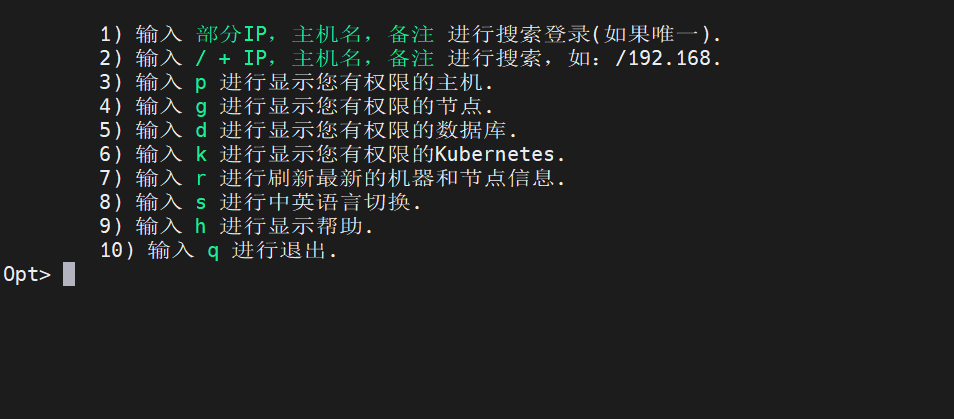 1) 输入 部分IP，主机名，备注 进行搜索登录(如果唯一).
2) 输入 / + IP，主机名，备注 进行搜索，如：/192.168.
3) 输入 p 进行显示您有权限的主机.
4) 输入 g 进行显示您有权限的节点.
5) 输入 d 进行显示您有权限的数据库.
6) 输入 k 进行显示您有权限的Kubernetes.
7) 输入 r 进行刷新最新的机器和节点信息.
8) 输入 s 进行中英语言切换.
9) 输入 h 进行显示帮助.
10) 输入 q 进行退出.
Opt>